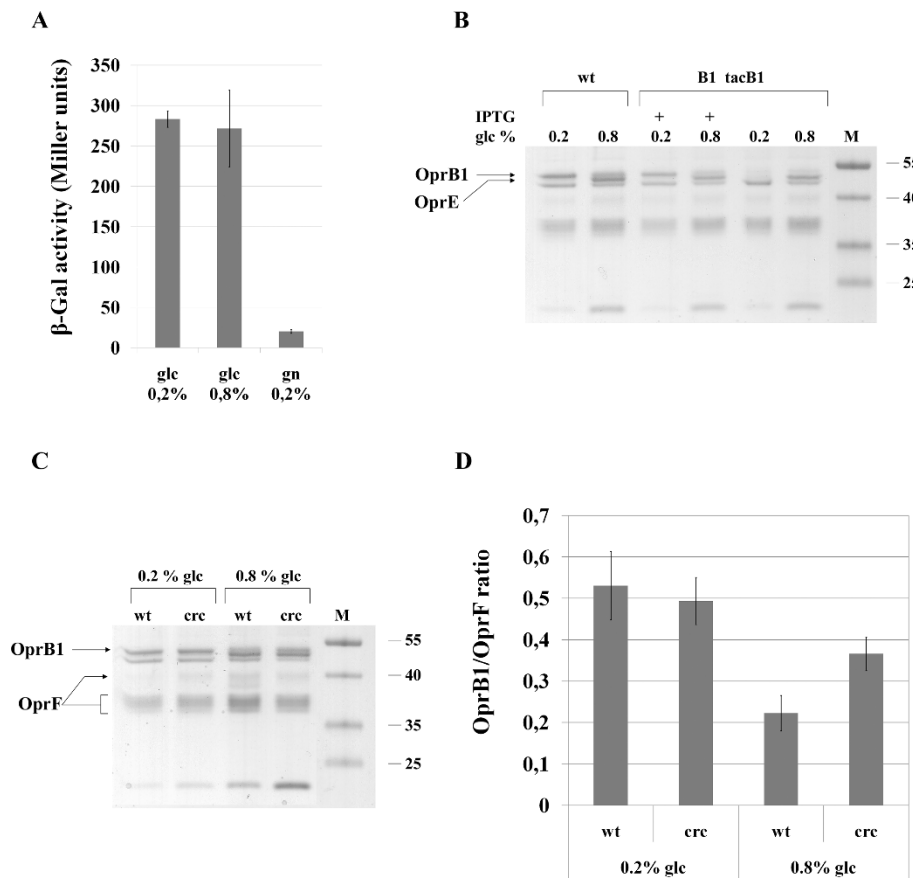 A
β-Gal activity (Miller units)
350
300
250
200
150
100
50
0
glc glc gn
0,2% 0,8% 0,2%
B
wt B1 tacB1
IPTG + +
glc % 0.2 0.8 0.2 0.8 0.2 0.8 M
OprB1
OprE
40
C
0.2 % glc 0.8 % glc
wt crc wt crc M
OprB1
OprF
55
40
35
25
D
OprB1/OprF ratio
0,7
0,6
0,5
0,4
0,3
0,2
0,1
0
wt crc wt crc
0.2% glc 0.8% glc